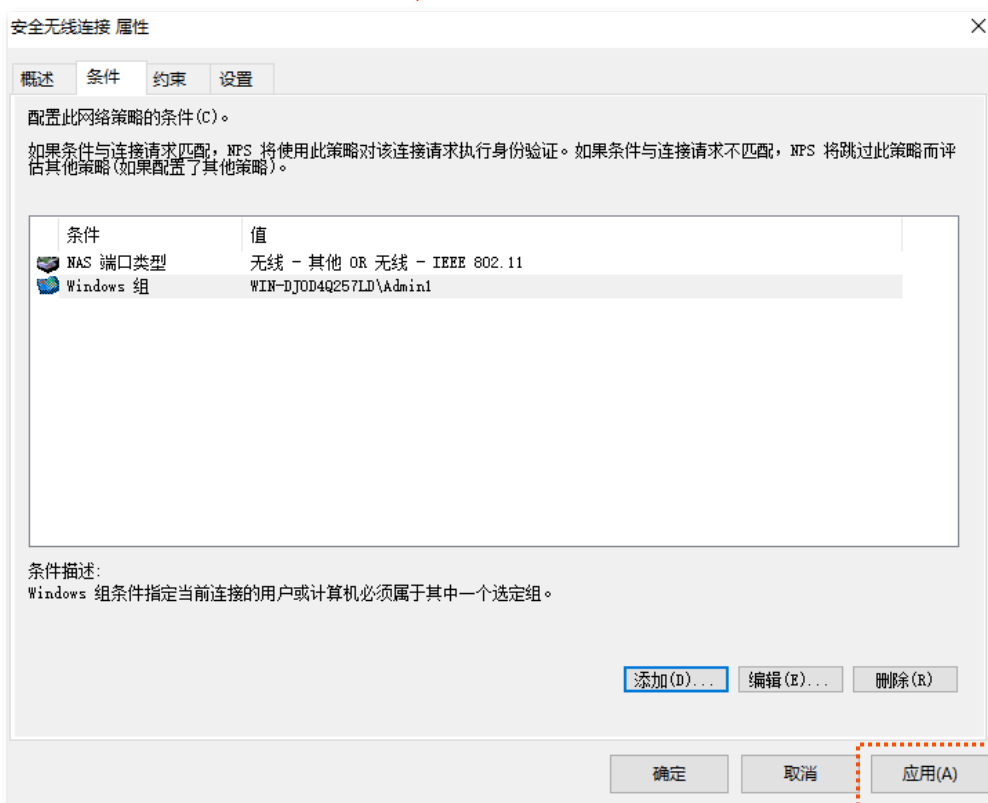 安全无线连接 属性
概述 条件 约束 设置
配置此网络策略的条件(C)。
如果条件与连接请求匹配，NPS 将使用此策略对该连接请求执行身份验证。如果条件与连接请求不匹配，NPS 将跳过此策略而评
估其他策略(如果配置了其他策略)。
条件 值
NAS 端口类型 无线 - 其他 OR 无线 - IEEE 802.11
Windows 组 WIN-DJOD4Q257LD\Admin1
条件描述:
Windows 组条件指定当前连接的用户或计算机必须属于其中一个选定组。
添加(D)... 编辑(E)... 删除(R)
确定 取消 应用(A)